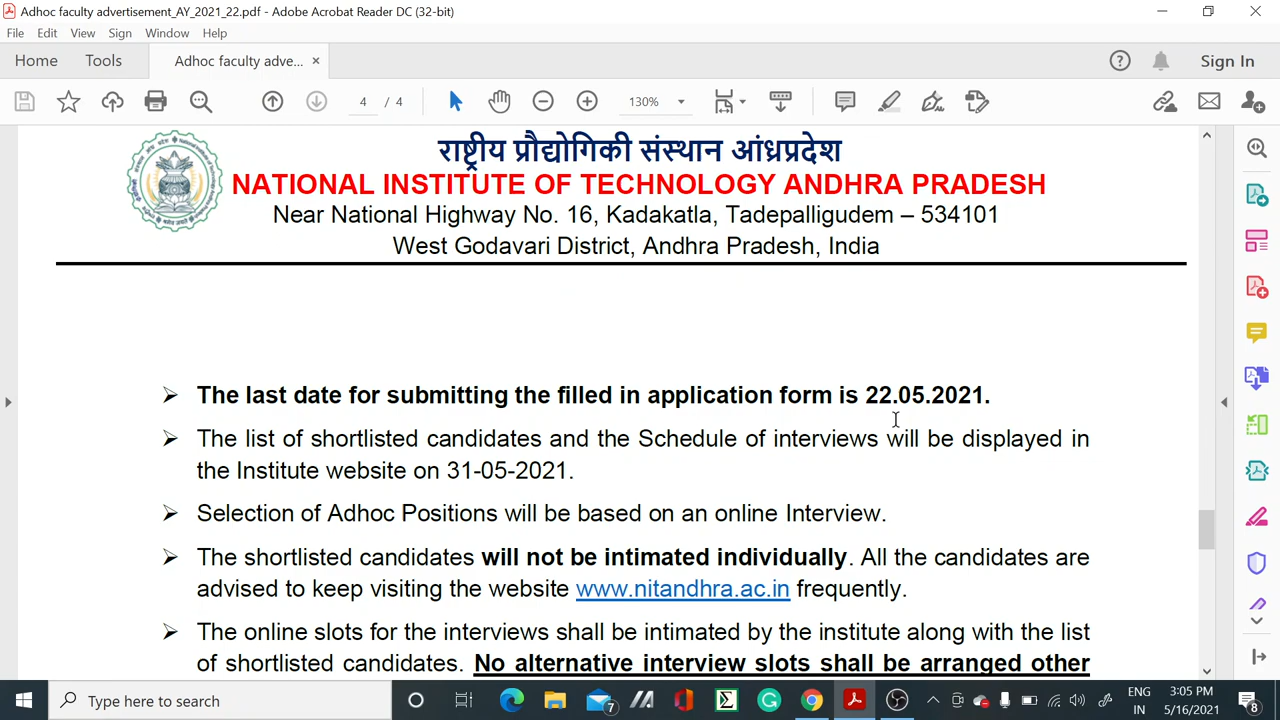 Adhoc faculty advertisement_AY_2021_22.pdf - Adobe Acrobat Reader DC (32-bit)
File Edit View Sign Window Help
Home Tools Adhoc faculty adve... × Sign In
4 / 4 130%
राष्ट्रीय प्रौद्योगिकी संस्थान आंध्रप्रदेश
NATIONAL INSTITUTE OF TECHNOLOGY ANDHRA PRADESH
Near National Highway No. 16, Kadakatla, Tadepalligudem – 534101
West Godavari District, Andhra Pradesh, India
➢ The last date for submitting the filled in application form is 22.05.2021.
➢ The list of shortlisted candidates and the Schedule of interviews will be displayed in
the Institute website on 31-05-2021.
➢ Selection of Adhoc Positions will be based on an online Interview.
➢ The shortlisted candidates will not be intimated individually. All the candidates are
advised to keep visiting the website www.nitandhra.ac.in frequently.
➢ The online slots for the interviews shall be intimated by the institute along with the list
of shortlisted candidates. No alternative interview slots shall be arranged other
Type here to search 7 ENG 3:05 PM
IN 5/16/2021 8